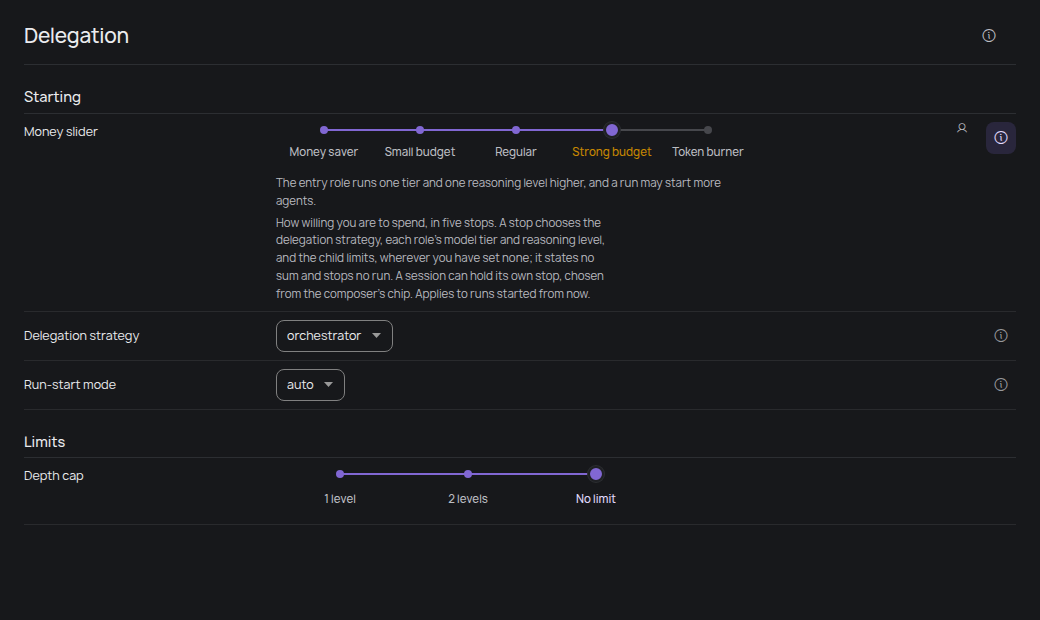 Delegation
Starting
Money slider
Money saver
Small budget
Regular
Strong budget
Token burner
The entry role runs one tier and one reasoning level higher, and a run may start more
agents.
How willing you are to spend, in five stops. A stop chooses the
delegation strategy, each role's model tier and reasoning level,
and the child limits, wherever you have set none; it states no
sum and stops no run. A session can hold its own stop, chosen
from the composer's chip. Applies to runs started from now.
Delegation strategy
orchestrator
Run-start mode
auto
Limits
Depth cap
1 level
2 levels
No limit